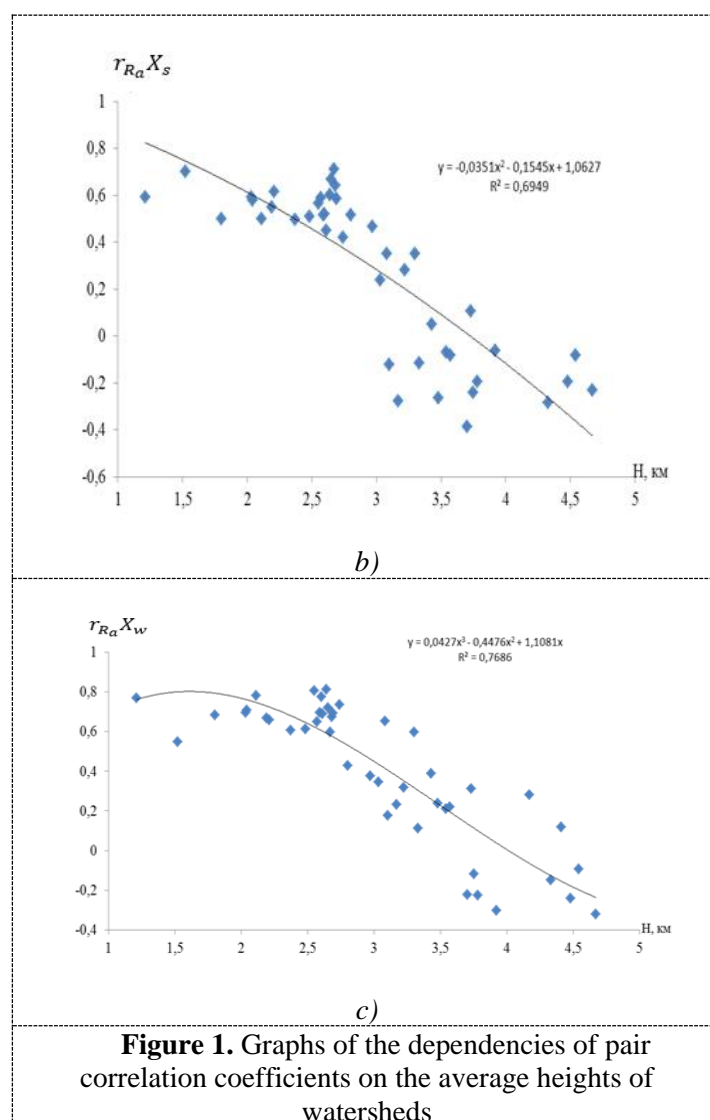 r_{R_a} X_s
1
0,8
y = -0,0351x² - 0,1545x + 1,0627
R² = 0,6949
0,6
0,4
0,2
0
-0,2
-0,4
-0,6
H, км
1 1,5 2 2,5 3 3,5 4 4,5 5
b)
r_{R_a} X_w
y = 0,0427x³ - 0,4476x² + 1,1081x
R² = 0,7686
1
0,8
0,6
0,4
0,2
0
-0,2
-0,4
H, км
1 1,5 2 2,5 3 3,5 4 4,5 5
c)
Figure 1. Graphs of the dependencies of pair
correlation coefficients on the average heights of
watersheds